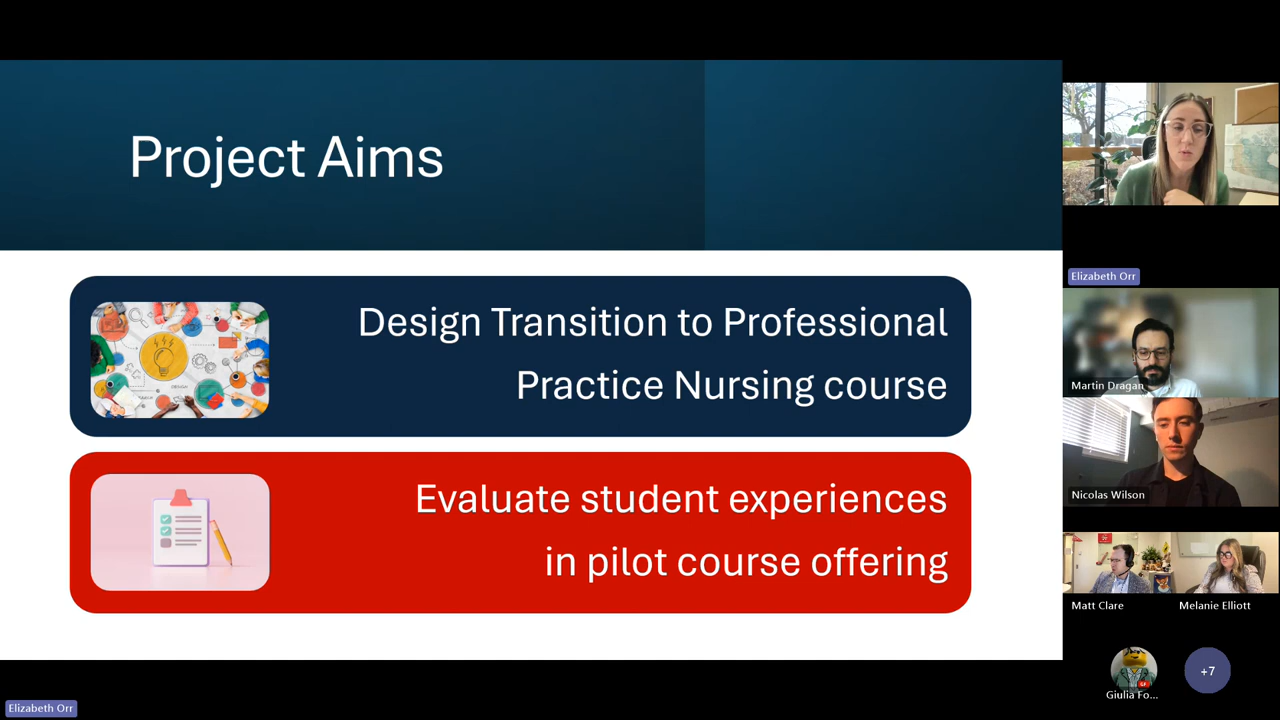 Project Aims
Design Transition to Professional
Practice Nursing course
Evaluate student experiences
in pilot course offering
Elizabeth Orr
Martin Dragan
Nicolas Wilson
Matt Clare
Melanie Elliott
GF
Giulia Fo...
+7
Elizabeth Orr